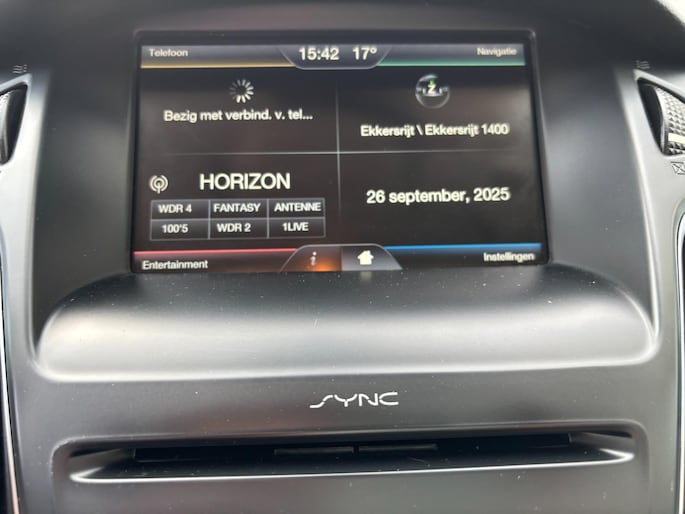 Telefoon
15:42 17°
Navigatie
Bezig met verbind. v. tel...
Z
Ekkersrijt \ Ekkersrijt 1400
HORIZON
WDR 4 FANTASY ANTENNE
100'5 WDR 2 1LIVE
26 september, 2025
Entertainment
i
Instellingen
SYNC